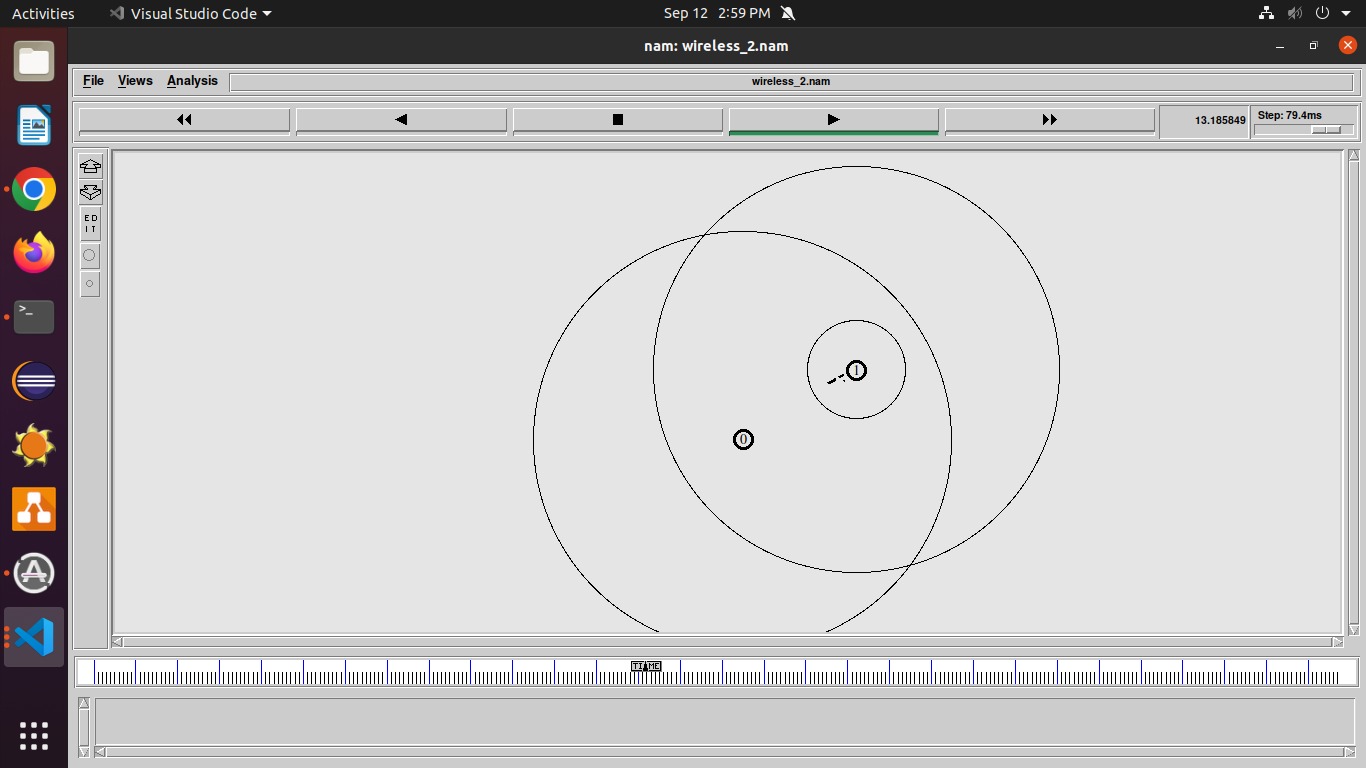 Activities Visual Studio Code Sep 12 2:59 PM
nam: wireless_2.nam
File Views Analysis wireless_2.nam
13.185849 Step: 79.4ms
E D
I T
1
0
TIME
>_
A